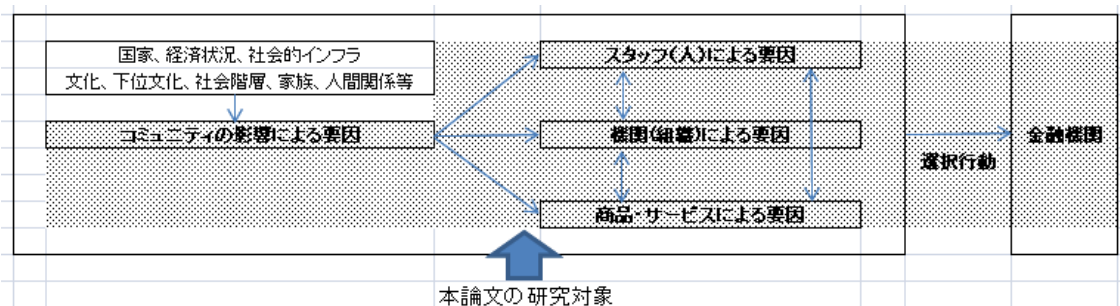 国家、経済状況、社会的インフラ
文化、下位文化、社会階層、家族、人間関係等
コミュニティの影響による要因
スタッフ(人)による要因
機関(組織)による要因
商品・サービスによる要因
選択行動
金融機関
本論文の研究対象